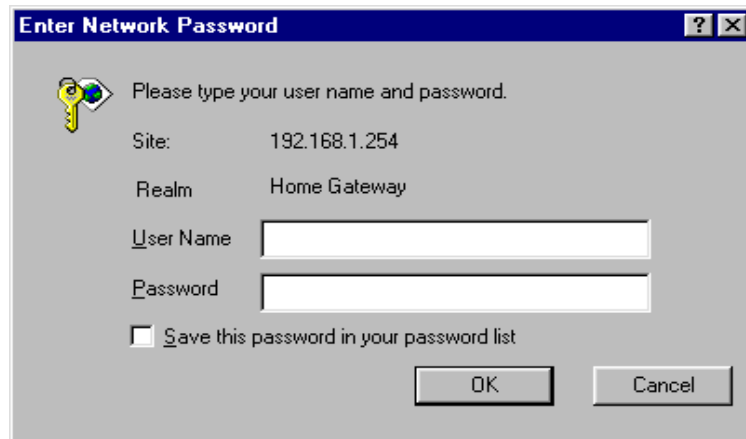 Enter Network Password
Please type your user name and password.
Site: 192.168.1.254
Realm Home Gateway
User Name
Password
Save this password in your password list
OK Cancel